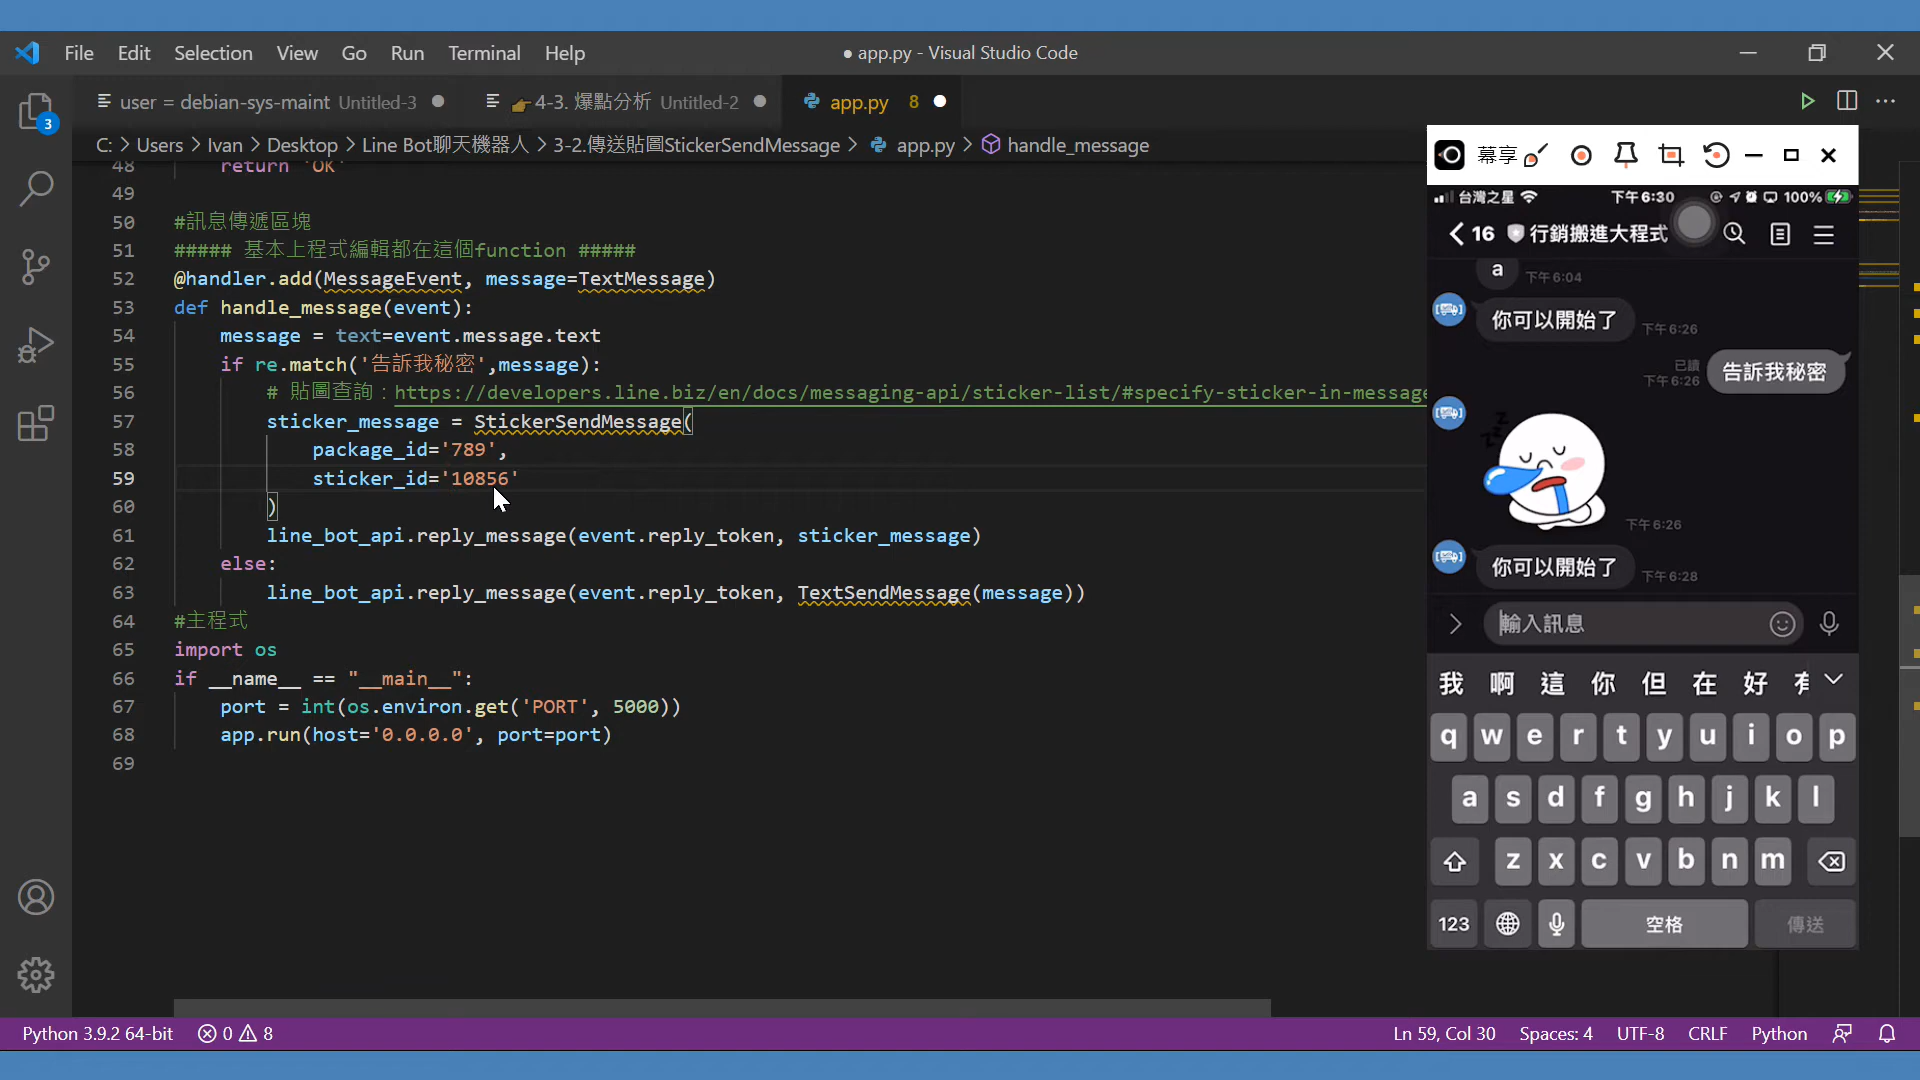 File Edit Selection View Go Run Terminal Help
● app.py - Visual Studio Code
user = debian-sys-maint Untitled-3
👉4-3. 爆點分析 Untitled-2
app.py 8
C: > Users > Ivan > Desktop > Line Bot聊天機器人 > 3-2.傳送貼圖StickerSendMessage > app.py > handle_message
48 return 'OK'
49
50 #訊息傳遞區塊
51 ##### 基本上程式編輯都在這個function #####
52 @handler.add(MessageEvent, message=TextMessage)
53 def handle_message(event):
54 message = text=event.message.text
55 if re.match('告訴我秘密',message):
56 # 貼圖查詢：https://developers.line.biz/en/docs/messaging-api/sticker-list/#specify-sticker-in-message
57 sticker_message = StickerSendMessage(
58 package_id='789',
59 sticker_id='10856'
60 )
61 line_bot_api.reply_message(event.reply_token, sticker_message)
62 else:
63 line_bot_api.reply_message(event.reply_token, TextSendMessage(message))
64 #主程式
65 import os
66 if __name__ == "__main__":
67 port = int(os.environ.get('PORT', 5000))
68 app.run(host='0.0.0.0', port=port)
69
3
幕享
台灣之星 下午6:30 100%
16 行銷搬進大程式
a 下午6:04
你可以開始了 下午6:26
已讀
下午6:26 告訴我秘密
下午6:26
你可以開始了 下午6:28
輸入訊息
我 啊 這 你 但 在 好
q w e r t y u i o p
a s d f g h j k l
z x c v b n m
123 空格 傳送
Python 3.9.2 64-bit 0 8
Ln 59, Col 30 Spaces: 4 UTF-8 CRLF Python